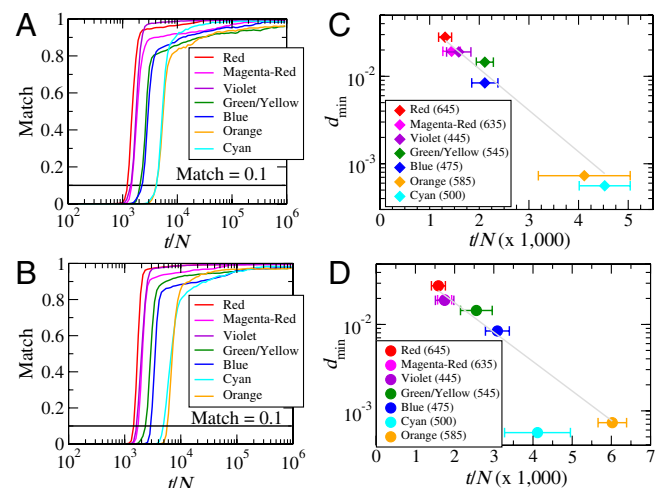 A
Match
1
0.8
0.6
0.4
0.2
0
Red
Magenta-Red
Violet
Green/Yellow
Blue
Orange
Cyan
Match = 0.1
10^2 10^3 10^4 10^5 10^6
t/N
C
d_min
10^-1
10^-2
10^-3
Red (645)
Magenta-Red (635)
Violet (445)
Green/Yellow (545)
Blue (475)
Orange (585)
Cyan (500)
0 1 2 3 4 5
t/N (x 1,000)
B
Match
1
0.8
0.6
0.4
0.2
0
Red
Magenta-Red
Violet
Green/Yellow
Blue
Cyan
Orange
Match = 0.1
10^2 10^3 10^4 10^5 10^6
t/N
D
d_min
10^-1
10^-2
10^-3
Red (645)
Magenta-Red (635)
Violet (445)
Green/Yellow (545)
Blue (475)
Cyan (500)
Orange (585)
0 1 2 3 4 5 6 7
t/N (x 1,000)